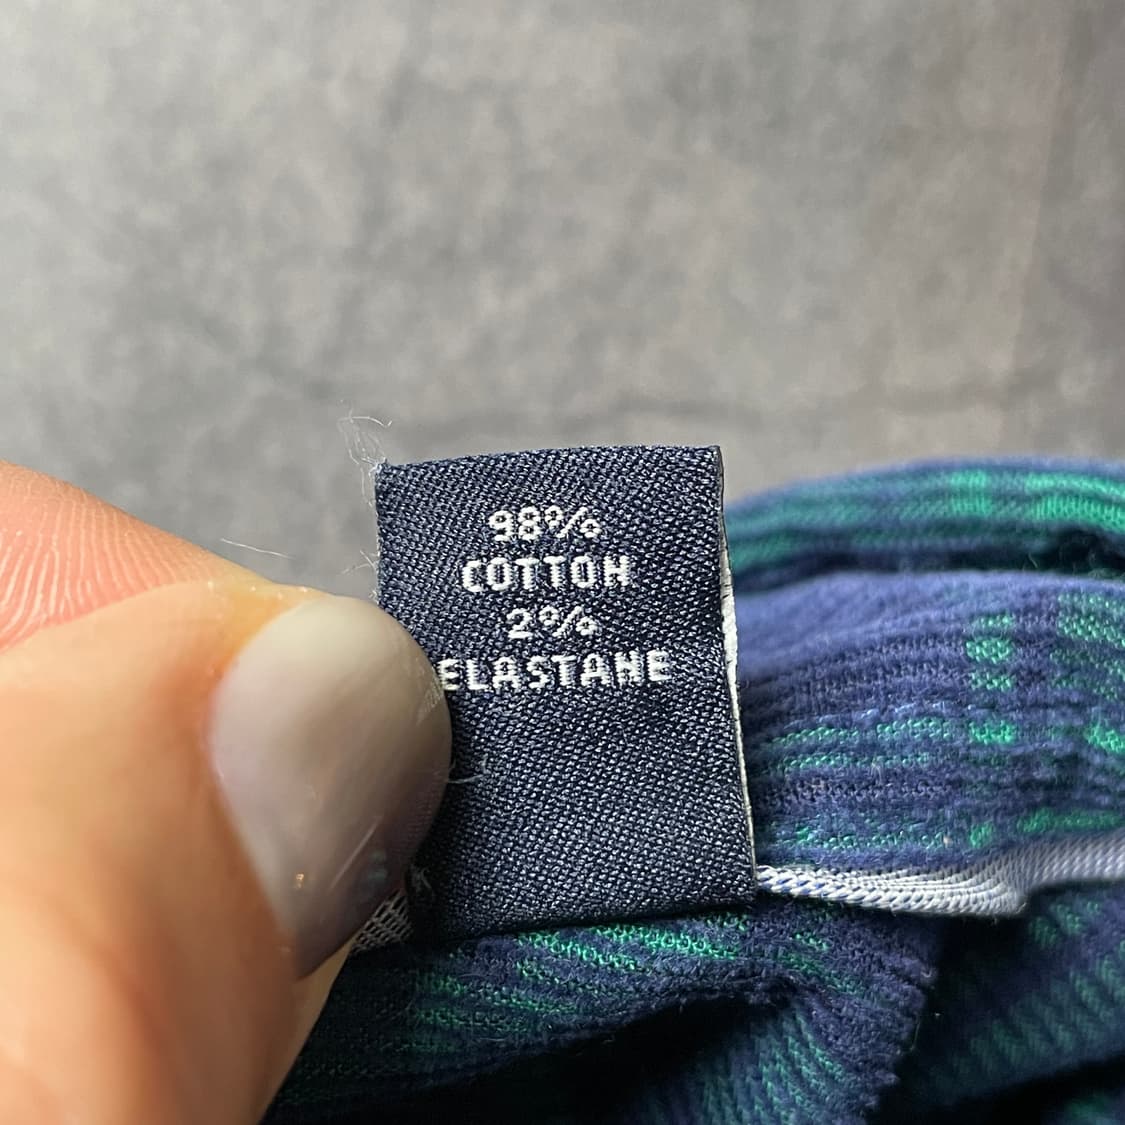 98%
COTTON
2%
ELASTANE